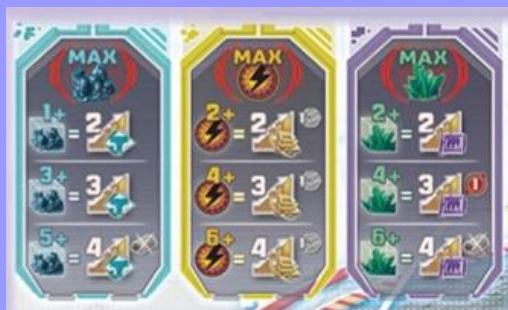 MAX
1+ = 2
3+ = 3
5+ = 4
MAX
2+ = 2 1
4+ = 3 1
6+ = 4 1
MAX
2+ = 2
4+ = 3 1
6+ = 4